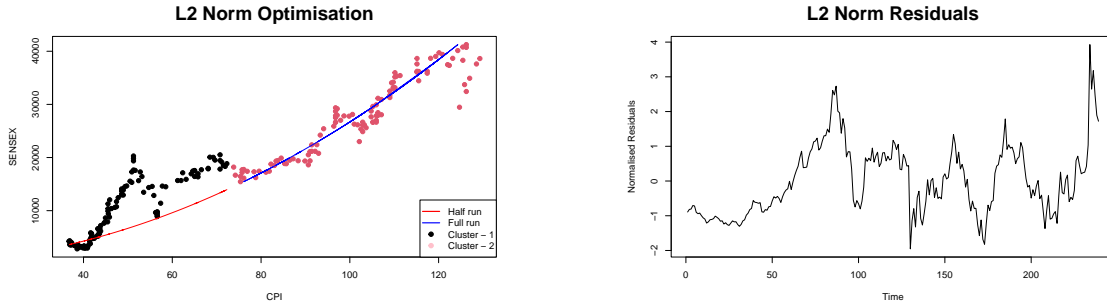 L2 Norm Optimisation
SENSEX
40000
30000
20000
10000
40
60
80
100
120
CPI
Half run
Full run
Cluster − 1
Cluster − 2
L2 Norm Residuals
Normalised Residuals
4
3
2
1
0
−1
−2
0
50
100
150
200
Time